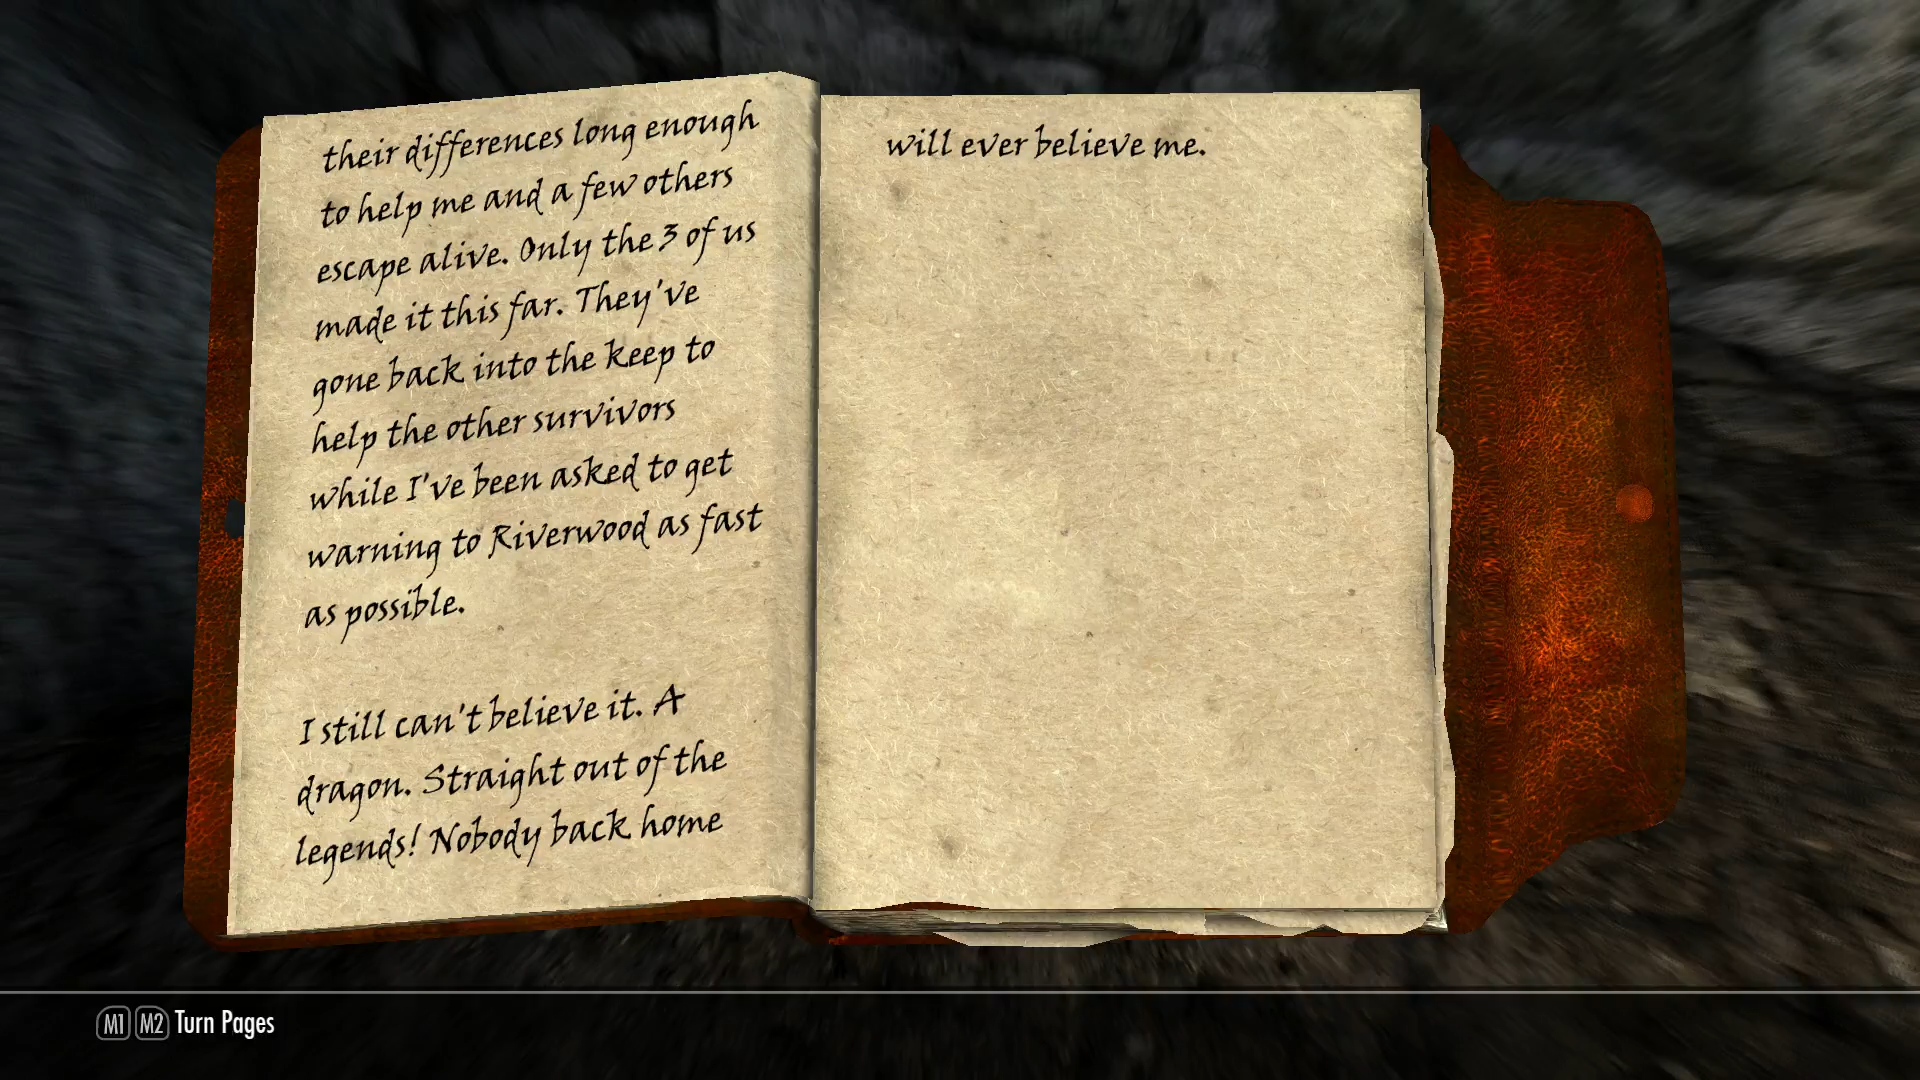 their differences long enough
to help me and a few others
escape alive. Only the 3 of us
made it this far. They've
gone back into the keep to
help the other survivors
while I've been asked to get
warning to Riverwood as fast
as possible.
I still can't believe it. A
dragon. Straight out of the
legends! Nobody back home
will ever believe me.
M1 M2 Turn Pages